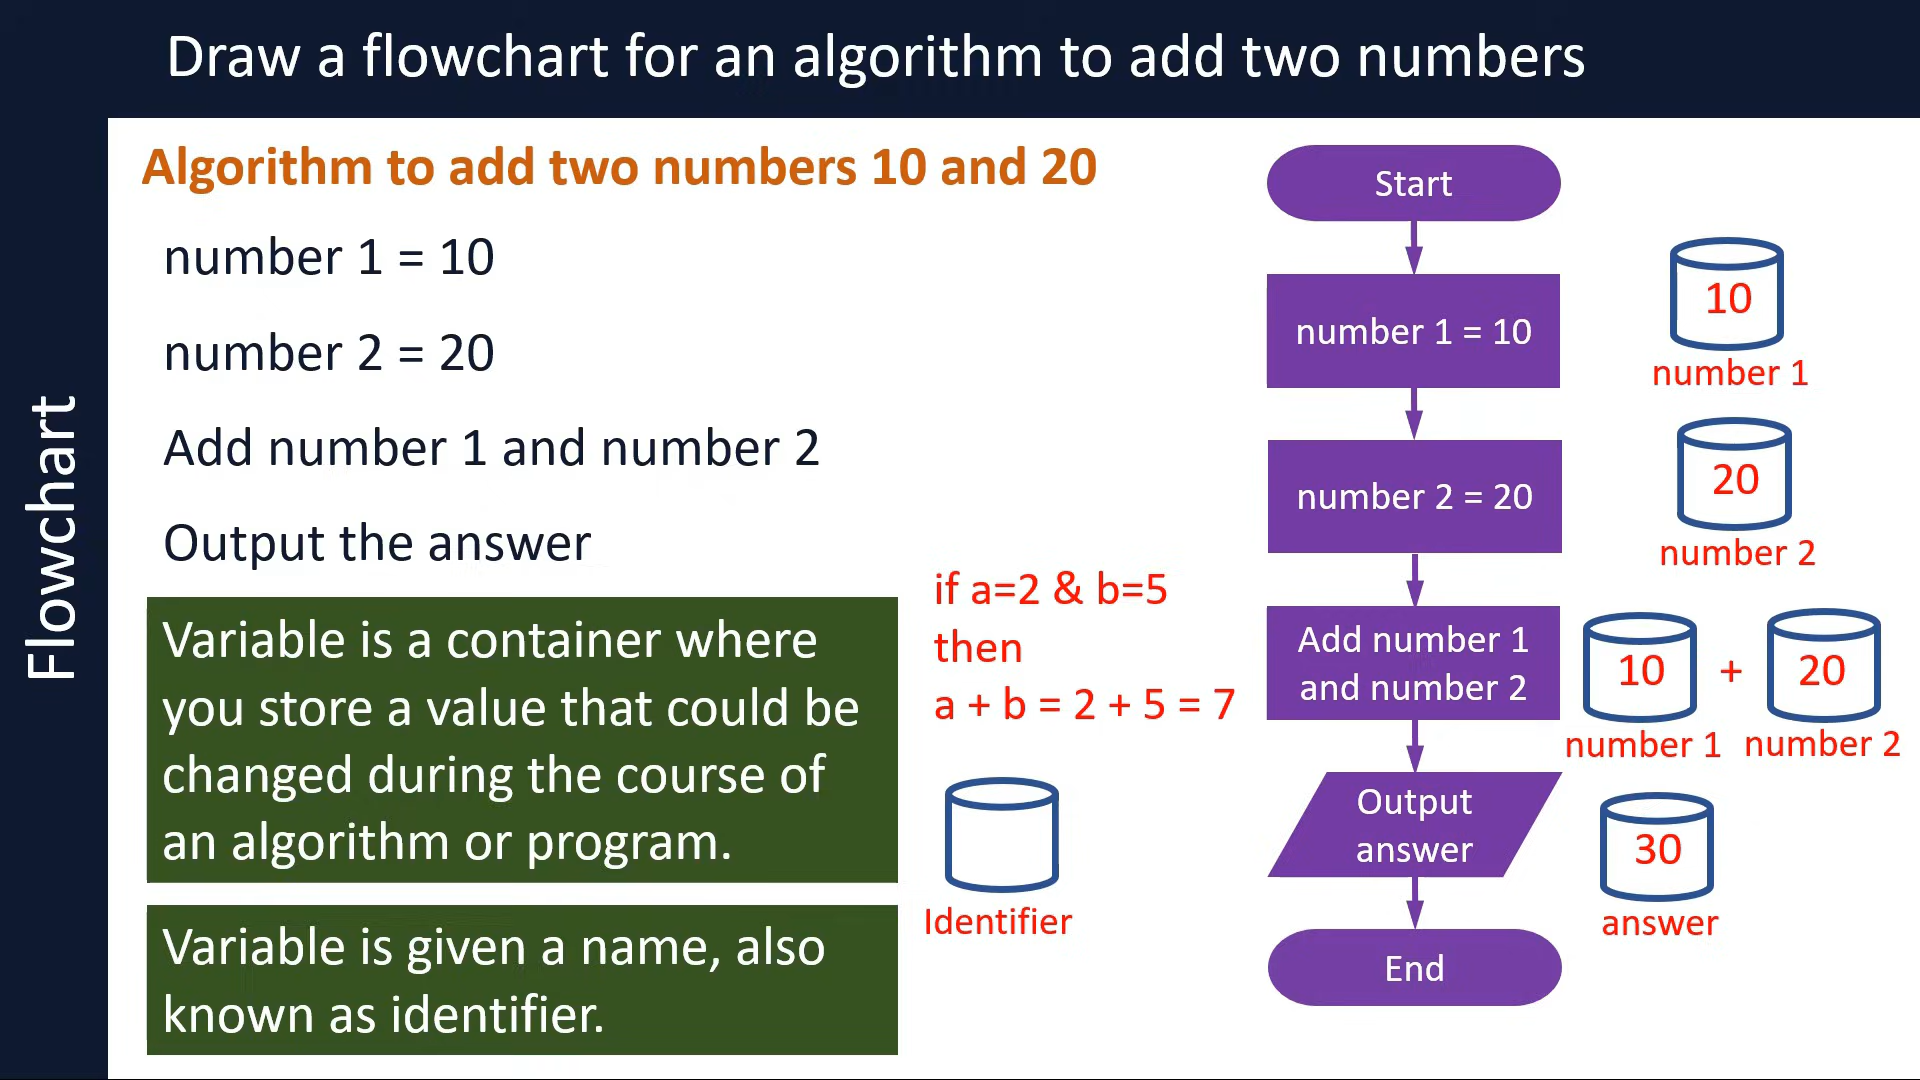 Draw a flowchart for an algorithm to add two numbers
Flowchart
Algorithm to add two numbers 10 and 20
number 1 = 10
number 2 = 20
Add number 1 and number 2
Output the answer
Variable is a container where
you store a value that could be
changed during the course of
an algorithm or program.
Variable is given a name, also
known as identifier.
if a=2 & b=5
then
a + b = 2 + 5 = 7
Identifier
Start
number 1 = 10
number 2 = 20
Add number 1
and number 2
Output
answer
End
10
number 1
20
number 2
10 + 20
number 1 number 2
30
answer